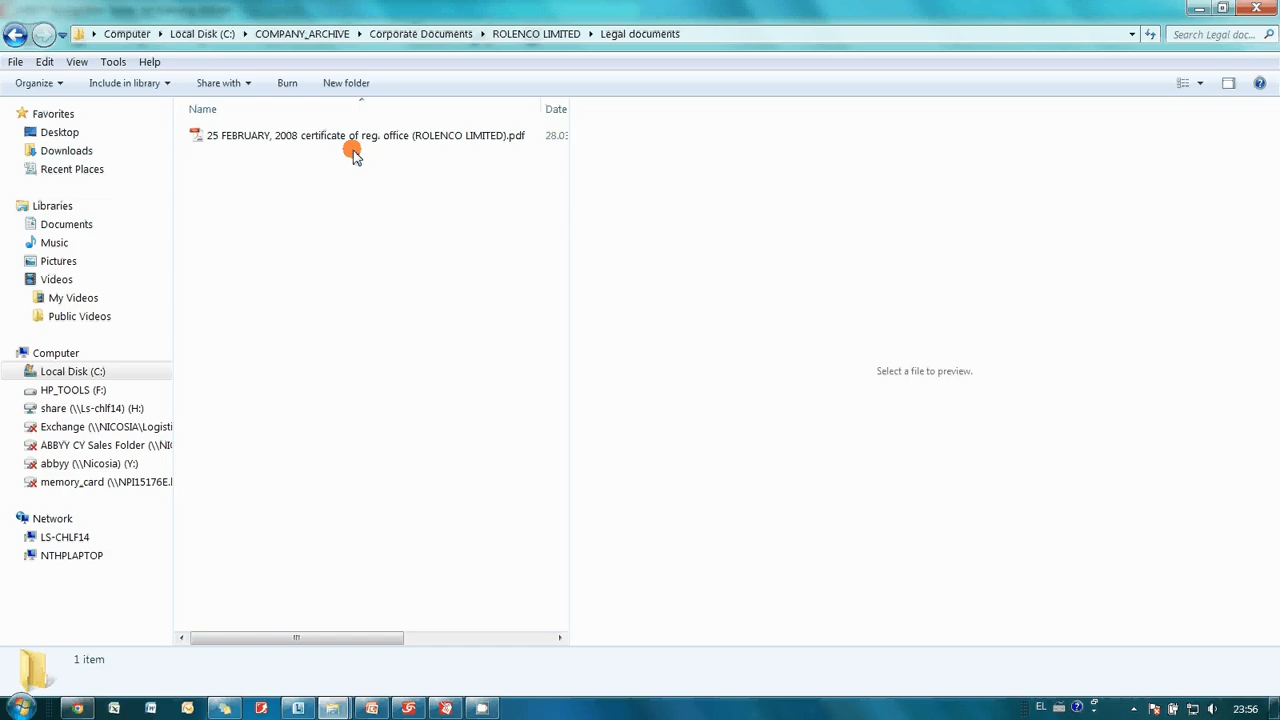 Computer Local Disk (C:) COMPANY_ARCHIVE Corporate Documents ROLENCO LIMITED Legal documents Search Legal doc...
File Edit View Tools Help
Organize Include in library Share with Burn New folder
Favorites
Desktop
Downloads
Recent Places
Libraries
Documents
Music
Pictures
Videos
My Videos
Public Videos
Computer
Local Disk (C:)
HP_TOOLS (F:)
share (\\Ls-chlf14) (H:)
Exchange (\\NICOSIA\Logisti
ABBYY CY Sales Folder (\\NIC
abbyy (\\Nicosia) (Y:)
memory_card (\\NPI15176E.l
Network
LS-CHLF14
NTHPLAPTOP
Name Date
25 FEBRUARY, 2008 certificate of reg. office (ROLENCO LIMITED).pdf 28.03
Select a file to preview.
1 item
EL 23:56